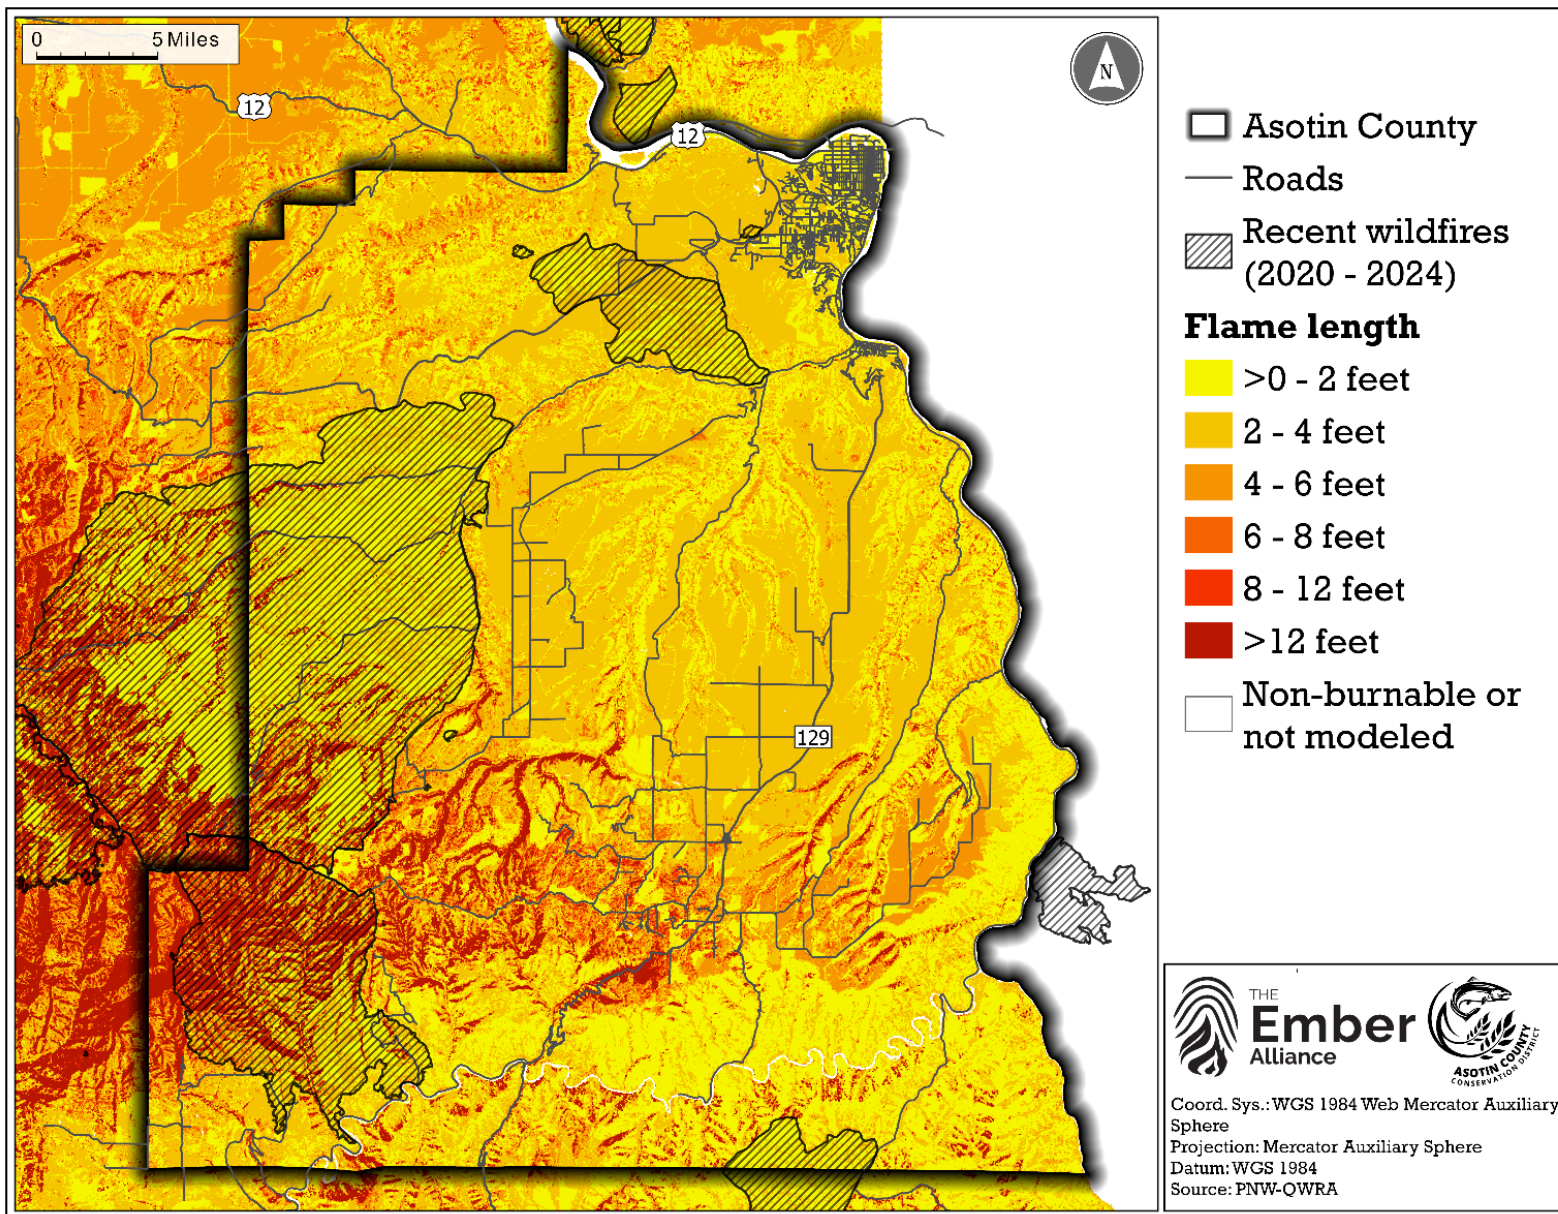 0 5 Miles
12
12
N
129
Asotin County
Roads
Recent wildfires
(2020 - 2024)
Flame length
>0 - 2 feet
2 - 4 feet
4 - 6 feet
6 - 8 feet
8 - 12 feet
>12 feet
Non-burnable or
not modeled
THE
Ember
Alliance
ASOTIN COUNTY
CONSERVATION DISTRICT
Coord. Sys.: WGS 1984 Web Mercator Auxiliary
Sphere
Projection: Mercator Auxiliary Sphere
Datum: WGS 1984
Source: PNW-QWRA